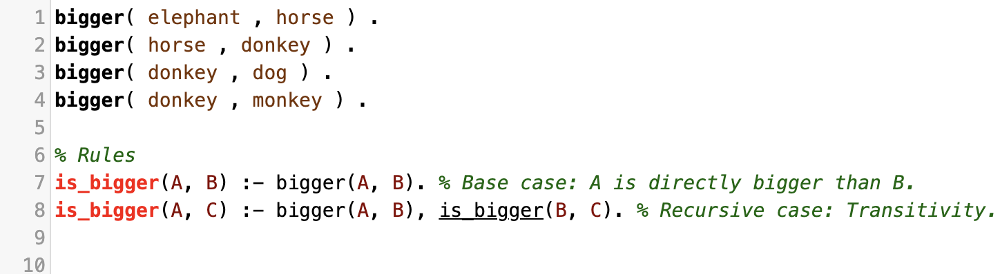 1 bigger( elephant , horse ) .
2 bigger( horse , donkey ) .
3 bigger( donkey , dog ) .
4 bigger( donkey , monkey ) .
5
6 % Rules
7 is_bigger(A, B) :- bigger(A, B). % Base case: A is directly bigger than B.
8 is_bigger(A, C) :- bigger(A, B), is_bigger(B, C). % Recursive case: Transitivity.
9
10